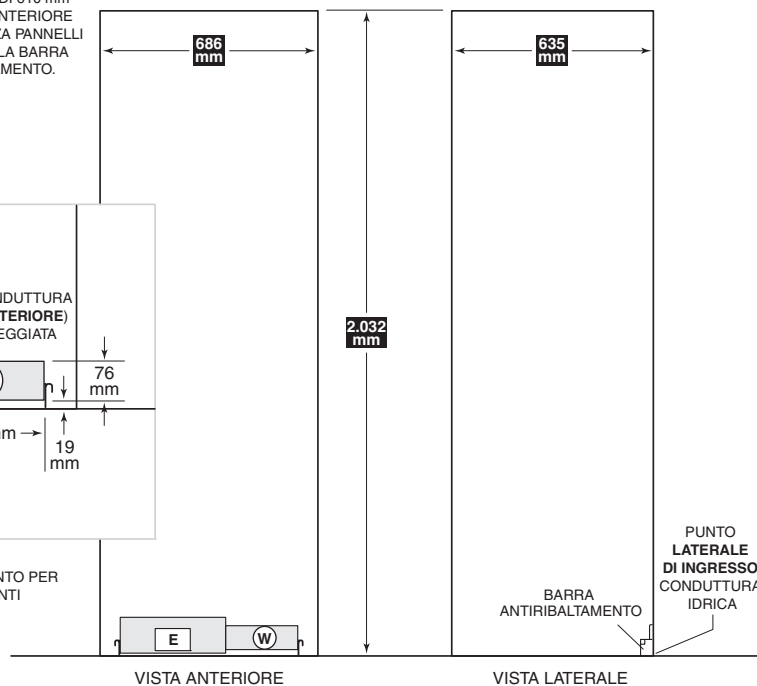 NTERIORE
ZA PANNELLI
LA BARRA
MENTO.
686
mm
635
mm
2.032
mm
NDUTTURA
TERIORE)
EGGIATA
76
mm
19
mm
NTO PER
NTI
E
W
VISTA ANTERIORE
BARRA
ANTIRIBALTAMENTO
PUNTO
LATERALE
DI INGRESSO
CONDUTTURA
IDRICA
VISTA LATERALE